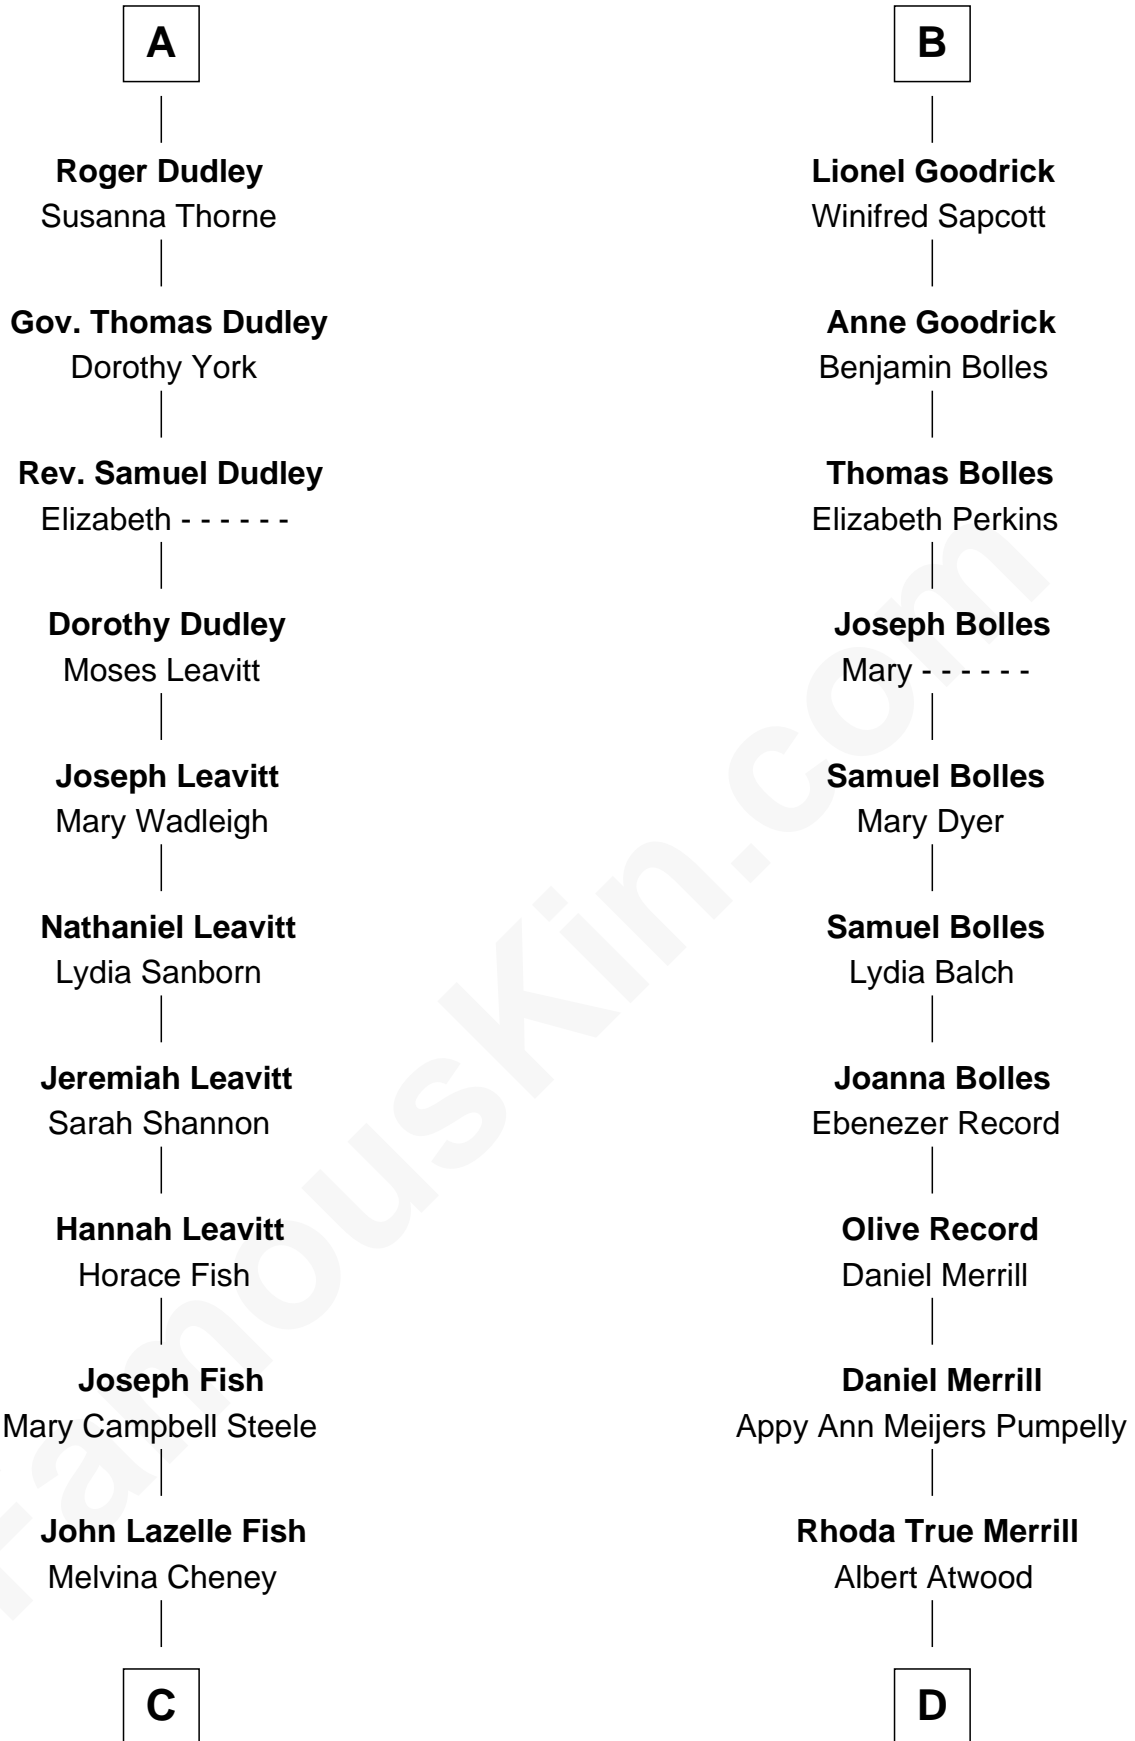 A
Roger Dudley
Susanna Thorne
Gov. Thomas Dudley
Dorothy York
Rev. Samuel Dudley
Elizabeth - - - - - -
Dorothy Dudley
Moses Leavitt
Joseph Leavitt
Mary Wadleigh
Nathaniel Leavitt
Lydia Sanborn
Jeremiah Leavitt
Sarah Shannon
Hannah Leavitt
Horace Fish
Joseph Fish
Mary Campbell Steele
John Lazelle Fish
Melvina Cheney
C
B
Lionel Goodrick
Winifred Sapcott
Anne Goodrick
Benjamin Bolles
Thomas Bolles
Elizabeth Perkins
Joseph Bolles
Mary - - - - - -
Samuel Bolles
Mary Dyer
Samuel Bolles
Lydia Balch
Joanna Bolles
Ebenezer Record
Olive Record
Daniel Merrill
Daniel Merrill
Appy Ann Meijers Pumpelly
Rhoda True Merrill
Albert Atwood
D
FamousKin.com